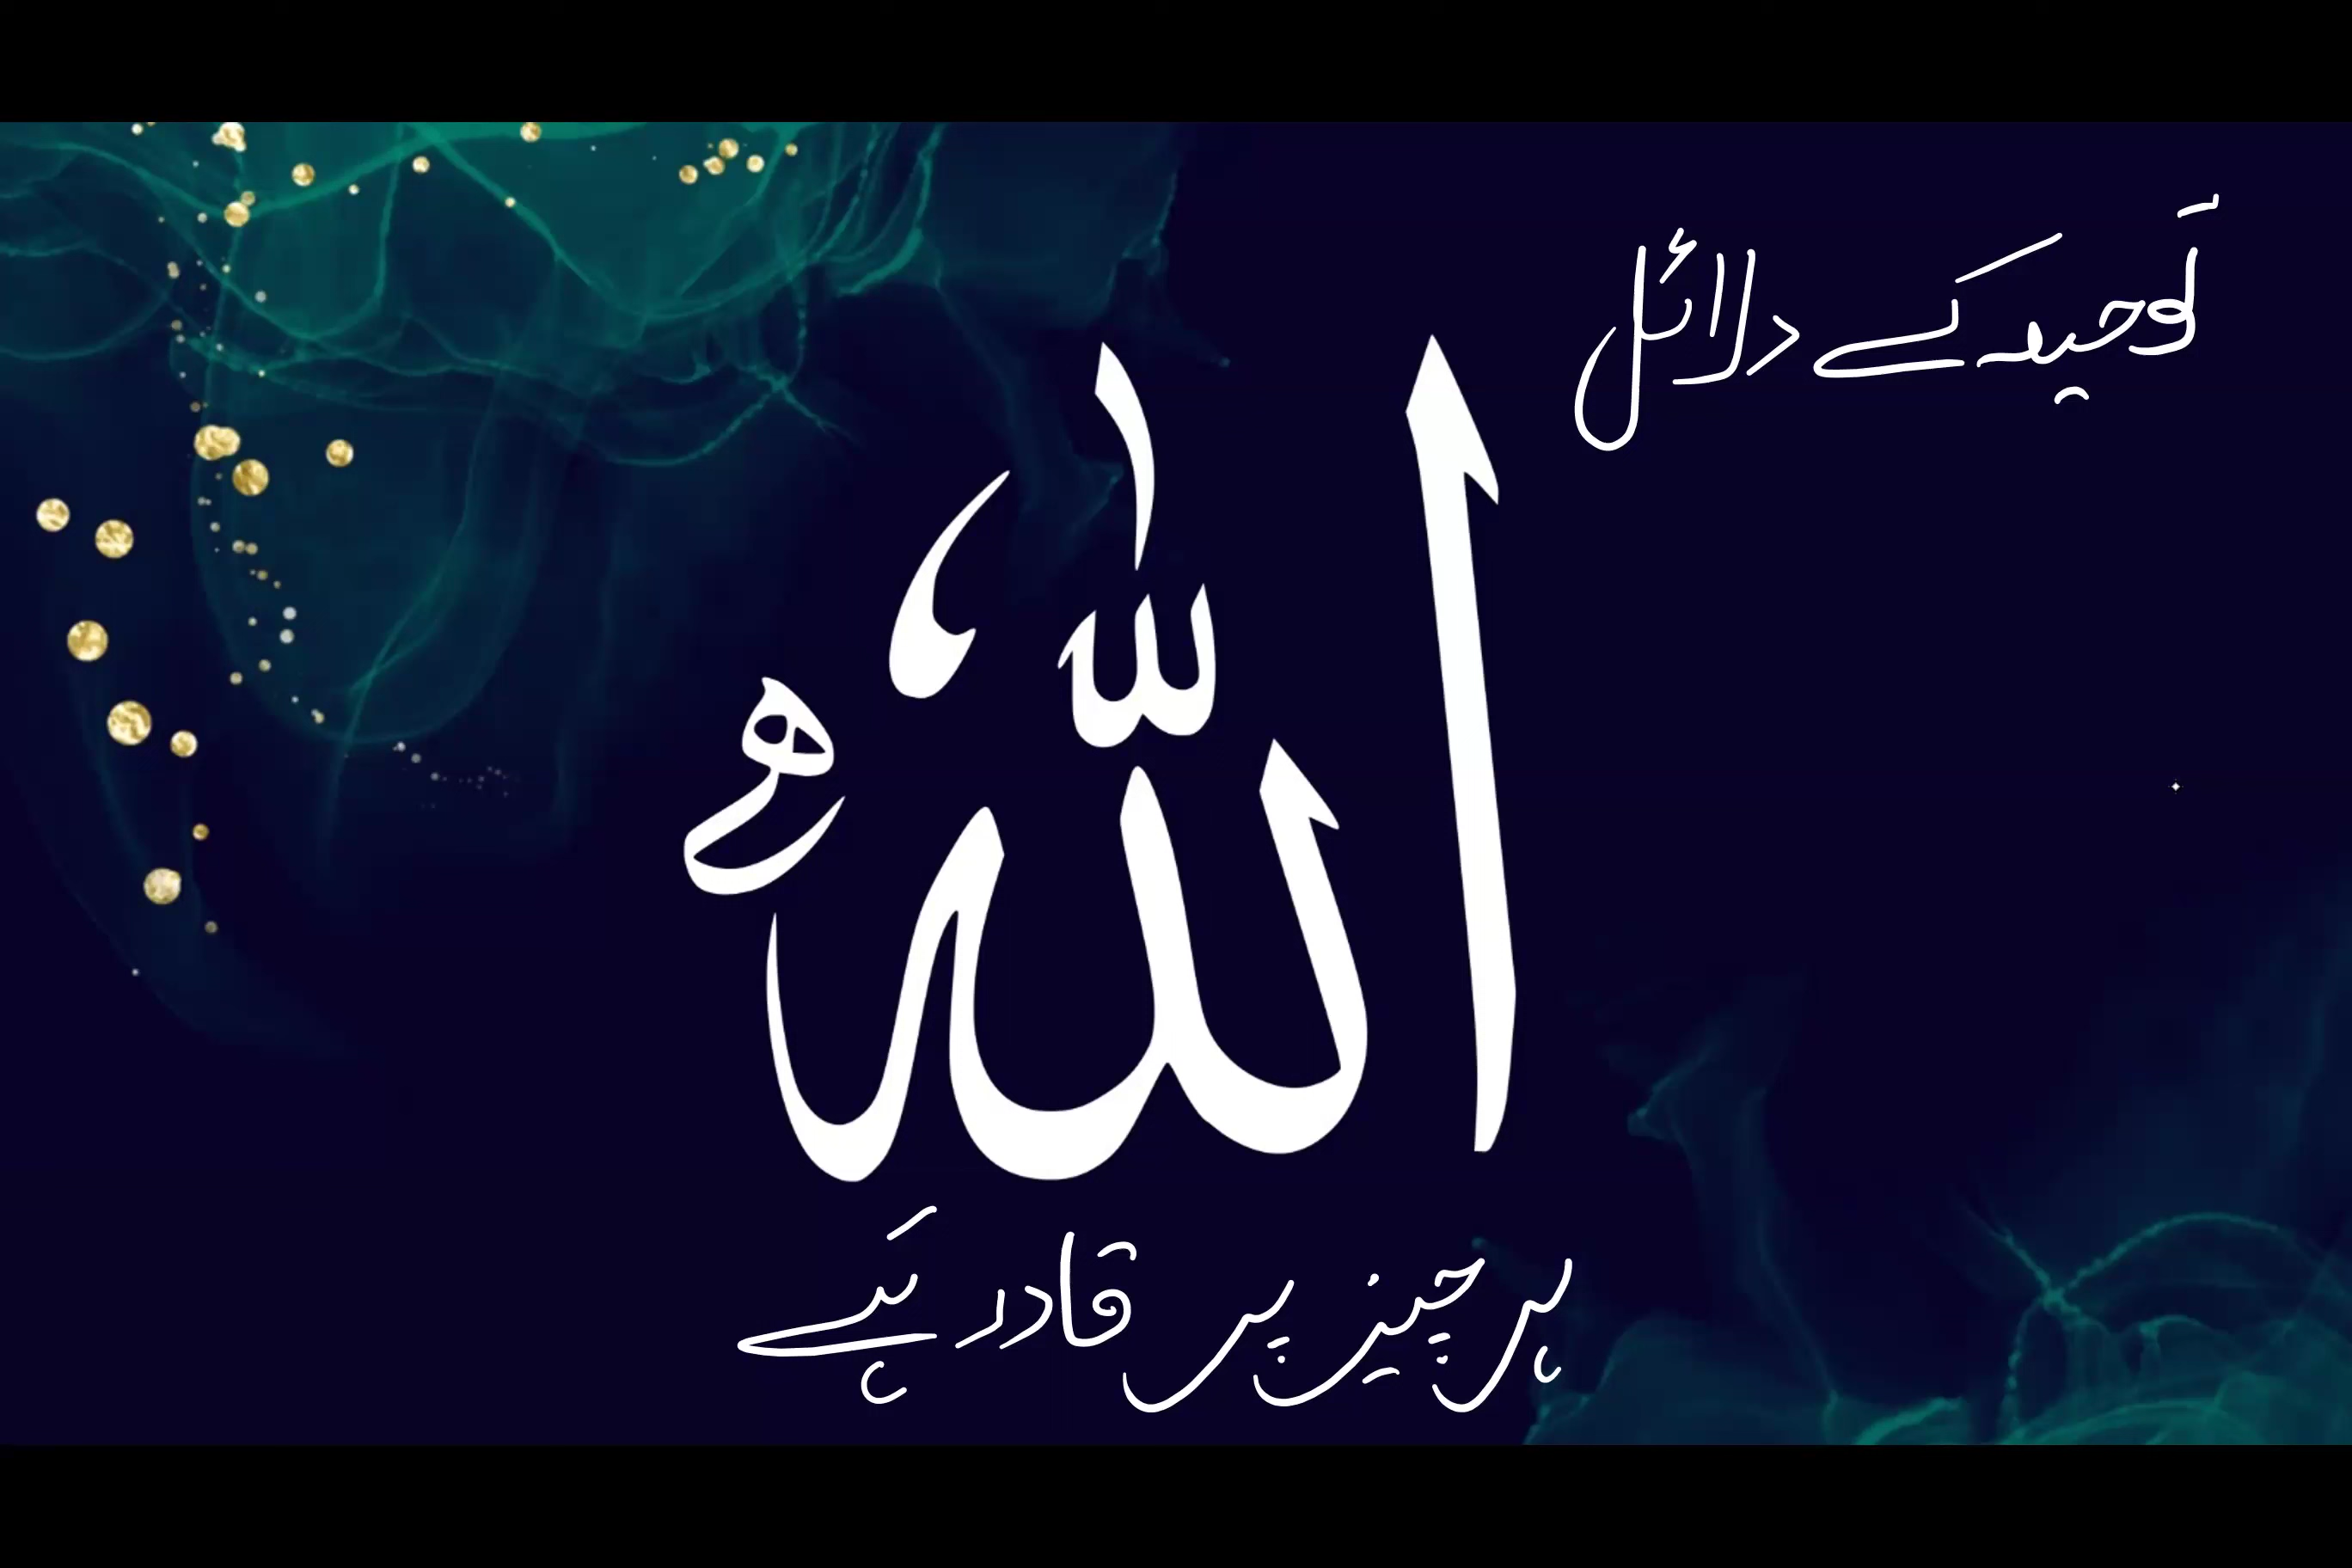 توحید کے دلائل
اللہ
ہر چیز پر قادر ہے